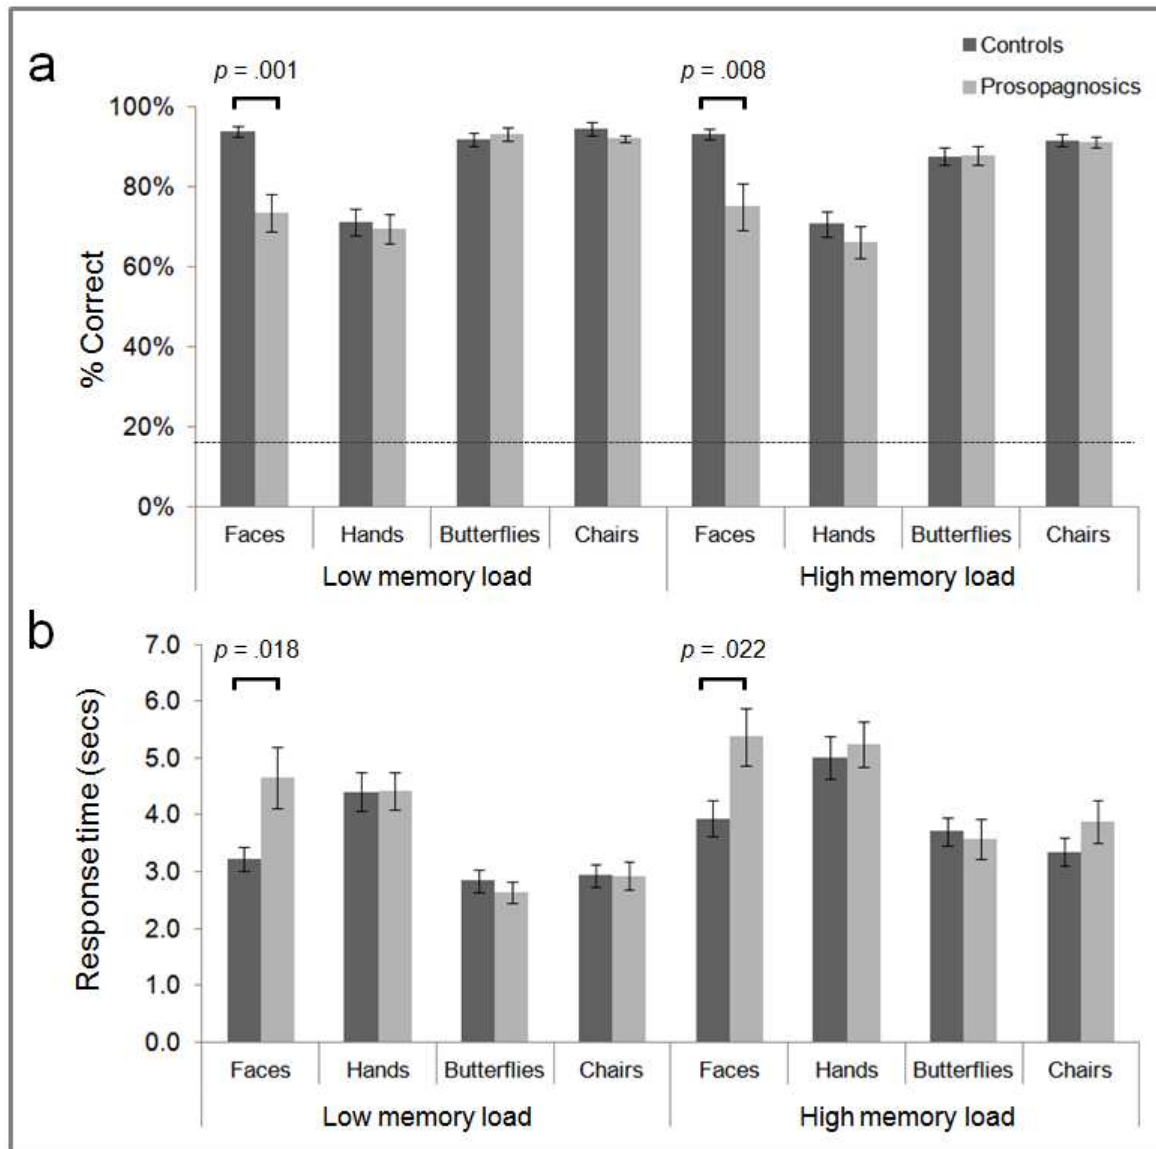 Controls
Prosopagnosics
a
p = .001
p = .008
100%
80%
60%
40%
20%
0%
% Correct
Faces Hands Butterflies Chairs Faces Hands Butterflies Chairs
Low memory load High memory load
b
p = .018
p = .022
7.0
6.0
5.0
4.0
3.0
2.0
1.0
0.0
Response time (secs)
Faces Hands Butterflies Chairs Faces Hands Butterflies Chairs
Low memory load High memory load